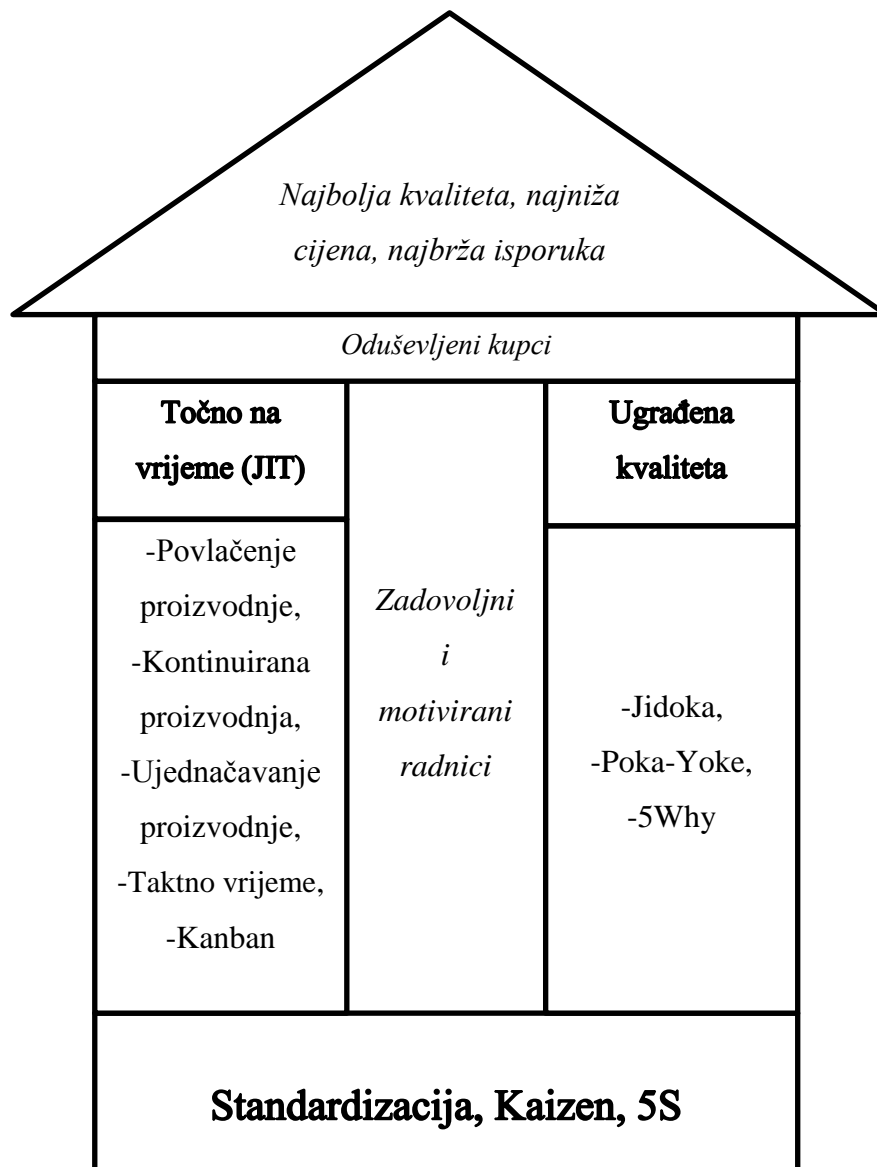 Najbolja kvaliteta, najniža
cijena, najbrža isporuka
Oduševljeni kupci
Točno na
vrijeme (JIT)
-Povlačenje
proizvodnje,
-Kontinuirana
proizvodnja,
-Ujednačavanje
proizvodnje,
-Taktno vrijeme,
-Kanban
Zadovoljni
i
motivirani
radnici
Ugrađena
kvaliteta
-Jidoka,
-Poka-Yoke,
-5Why
Standardizacija, Kaizen, 5S